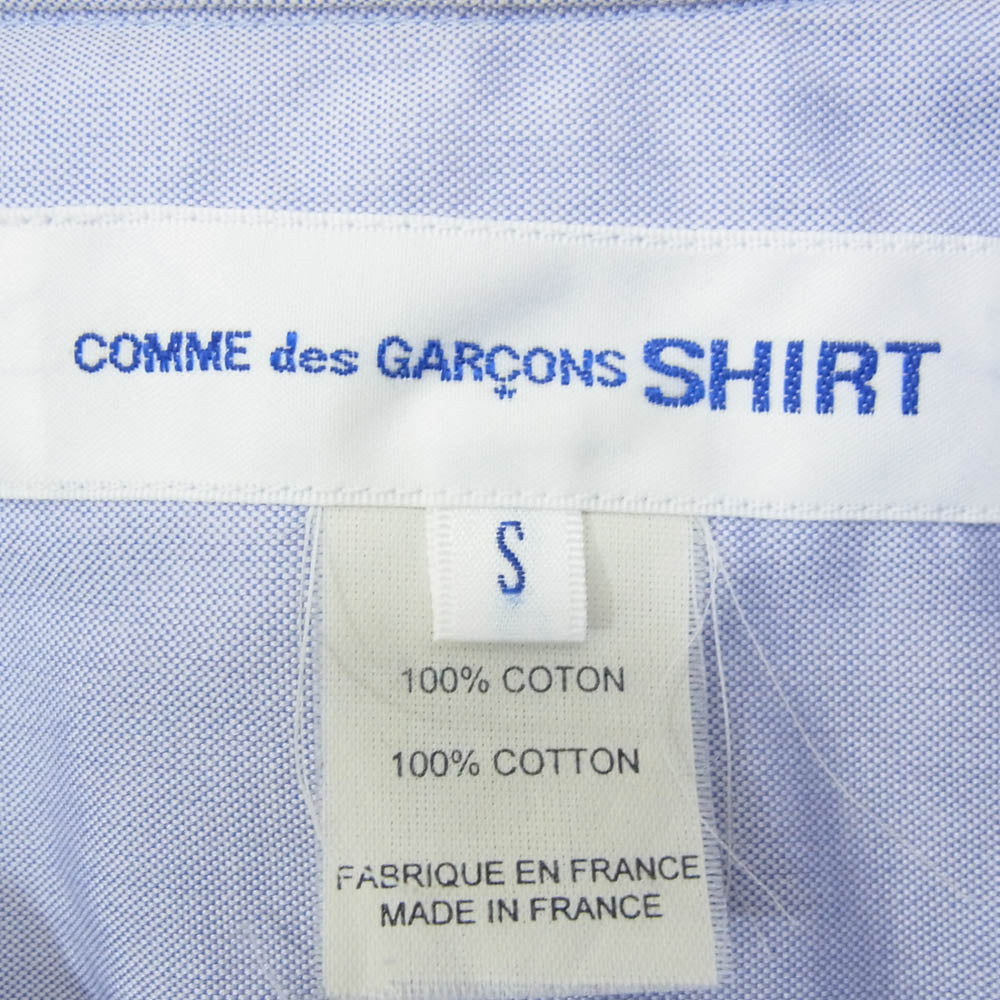 COMME des GARÇONS SHIRT
S
100% COTON
100% COTTON
FABRIQUE EN FRANCE
MADE IN FRANCE